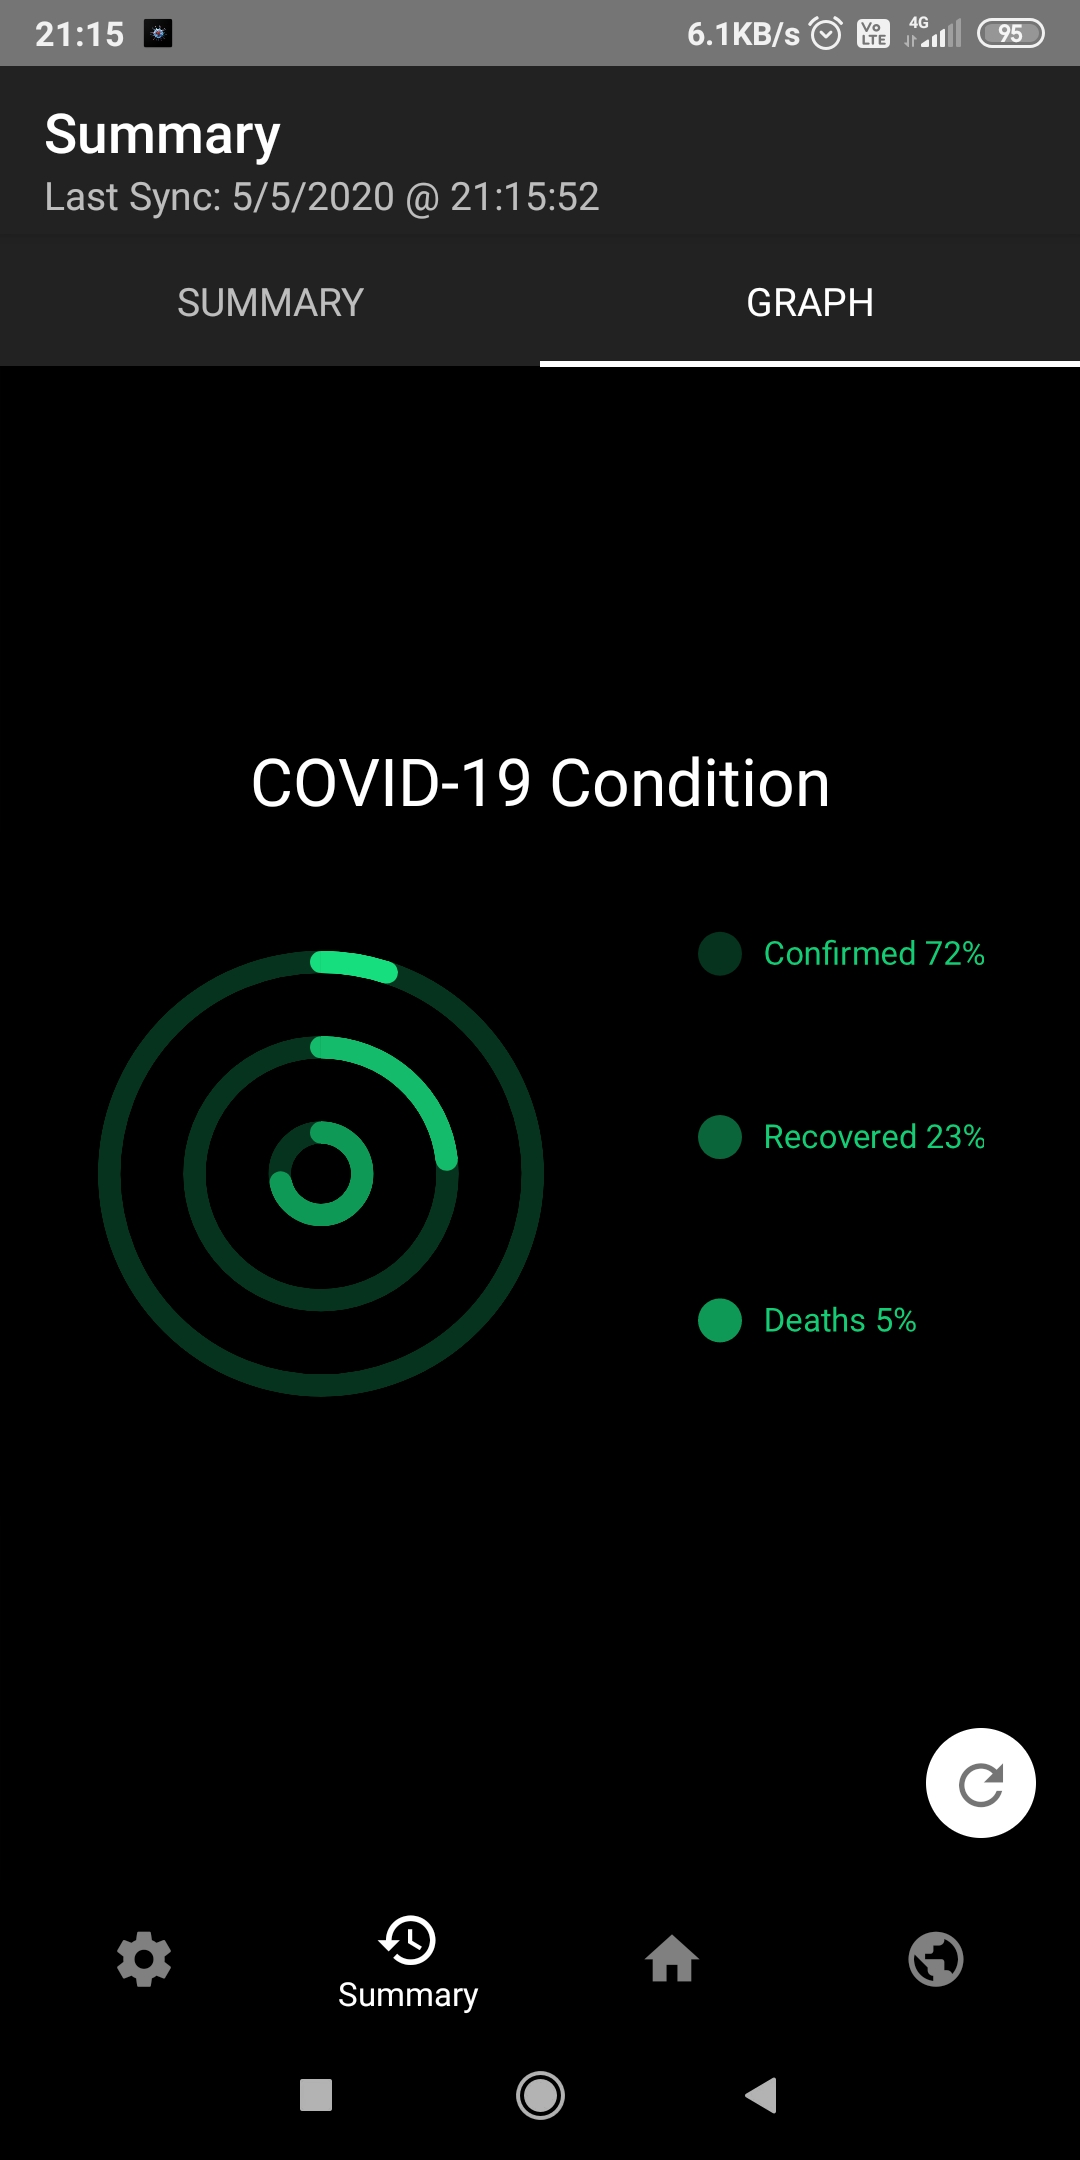 21:15
6.1KB/s Vo LTE 4G 95
Summary
Last Sync: 5/5/2020 @ 21:15:52
SUMMARY GRAPH
COVID-19 Condition
Confirmed 72%
Recovered 23%
Deaths 5%
Summary